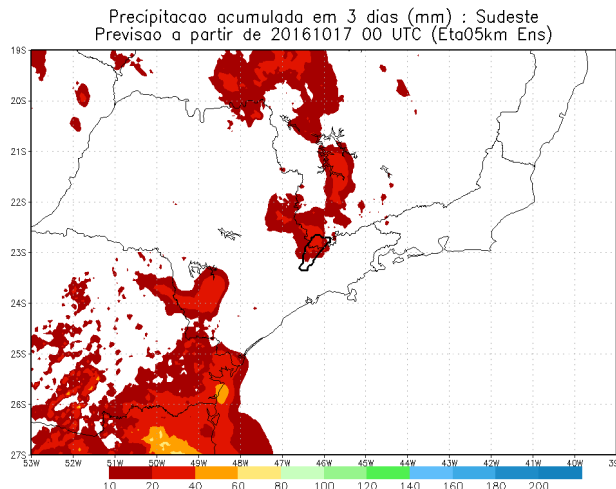 Precipitacao acumulada em 3 dias (mm) : Sudeste
Previsao a partir de 20161017 00 UTC (Eta05km Ens)
19S
20S
21S
22S
23S
24S
25S
26S
27S
53W 52W 51W 50W 49W 48W 47W 46W 45W 44W 43W 42W 41W 40W 39W
10 20 40 60 80 100 120 140 160 180 200